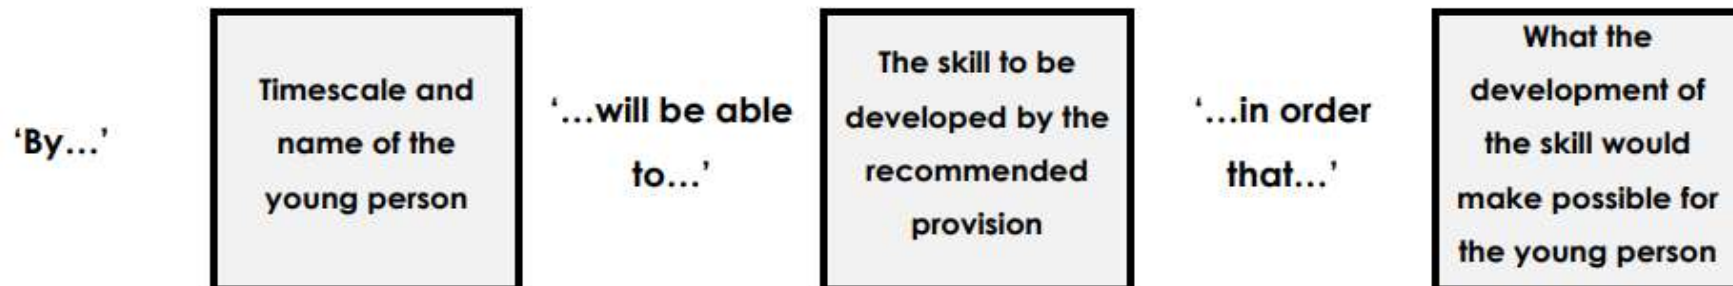 ‘By…’
Timescale and
name of the
young person
‘…will be able
to…’
The skill to be
developed by the
recommended
provision
‘…in order
that…’
What the
development of
the skill would
make possible for
the young person